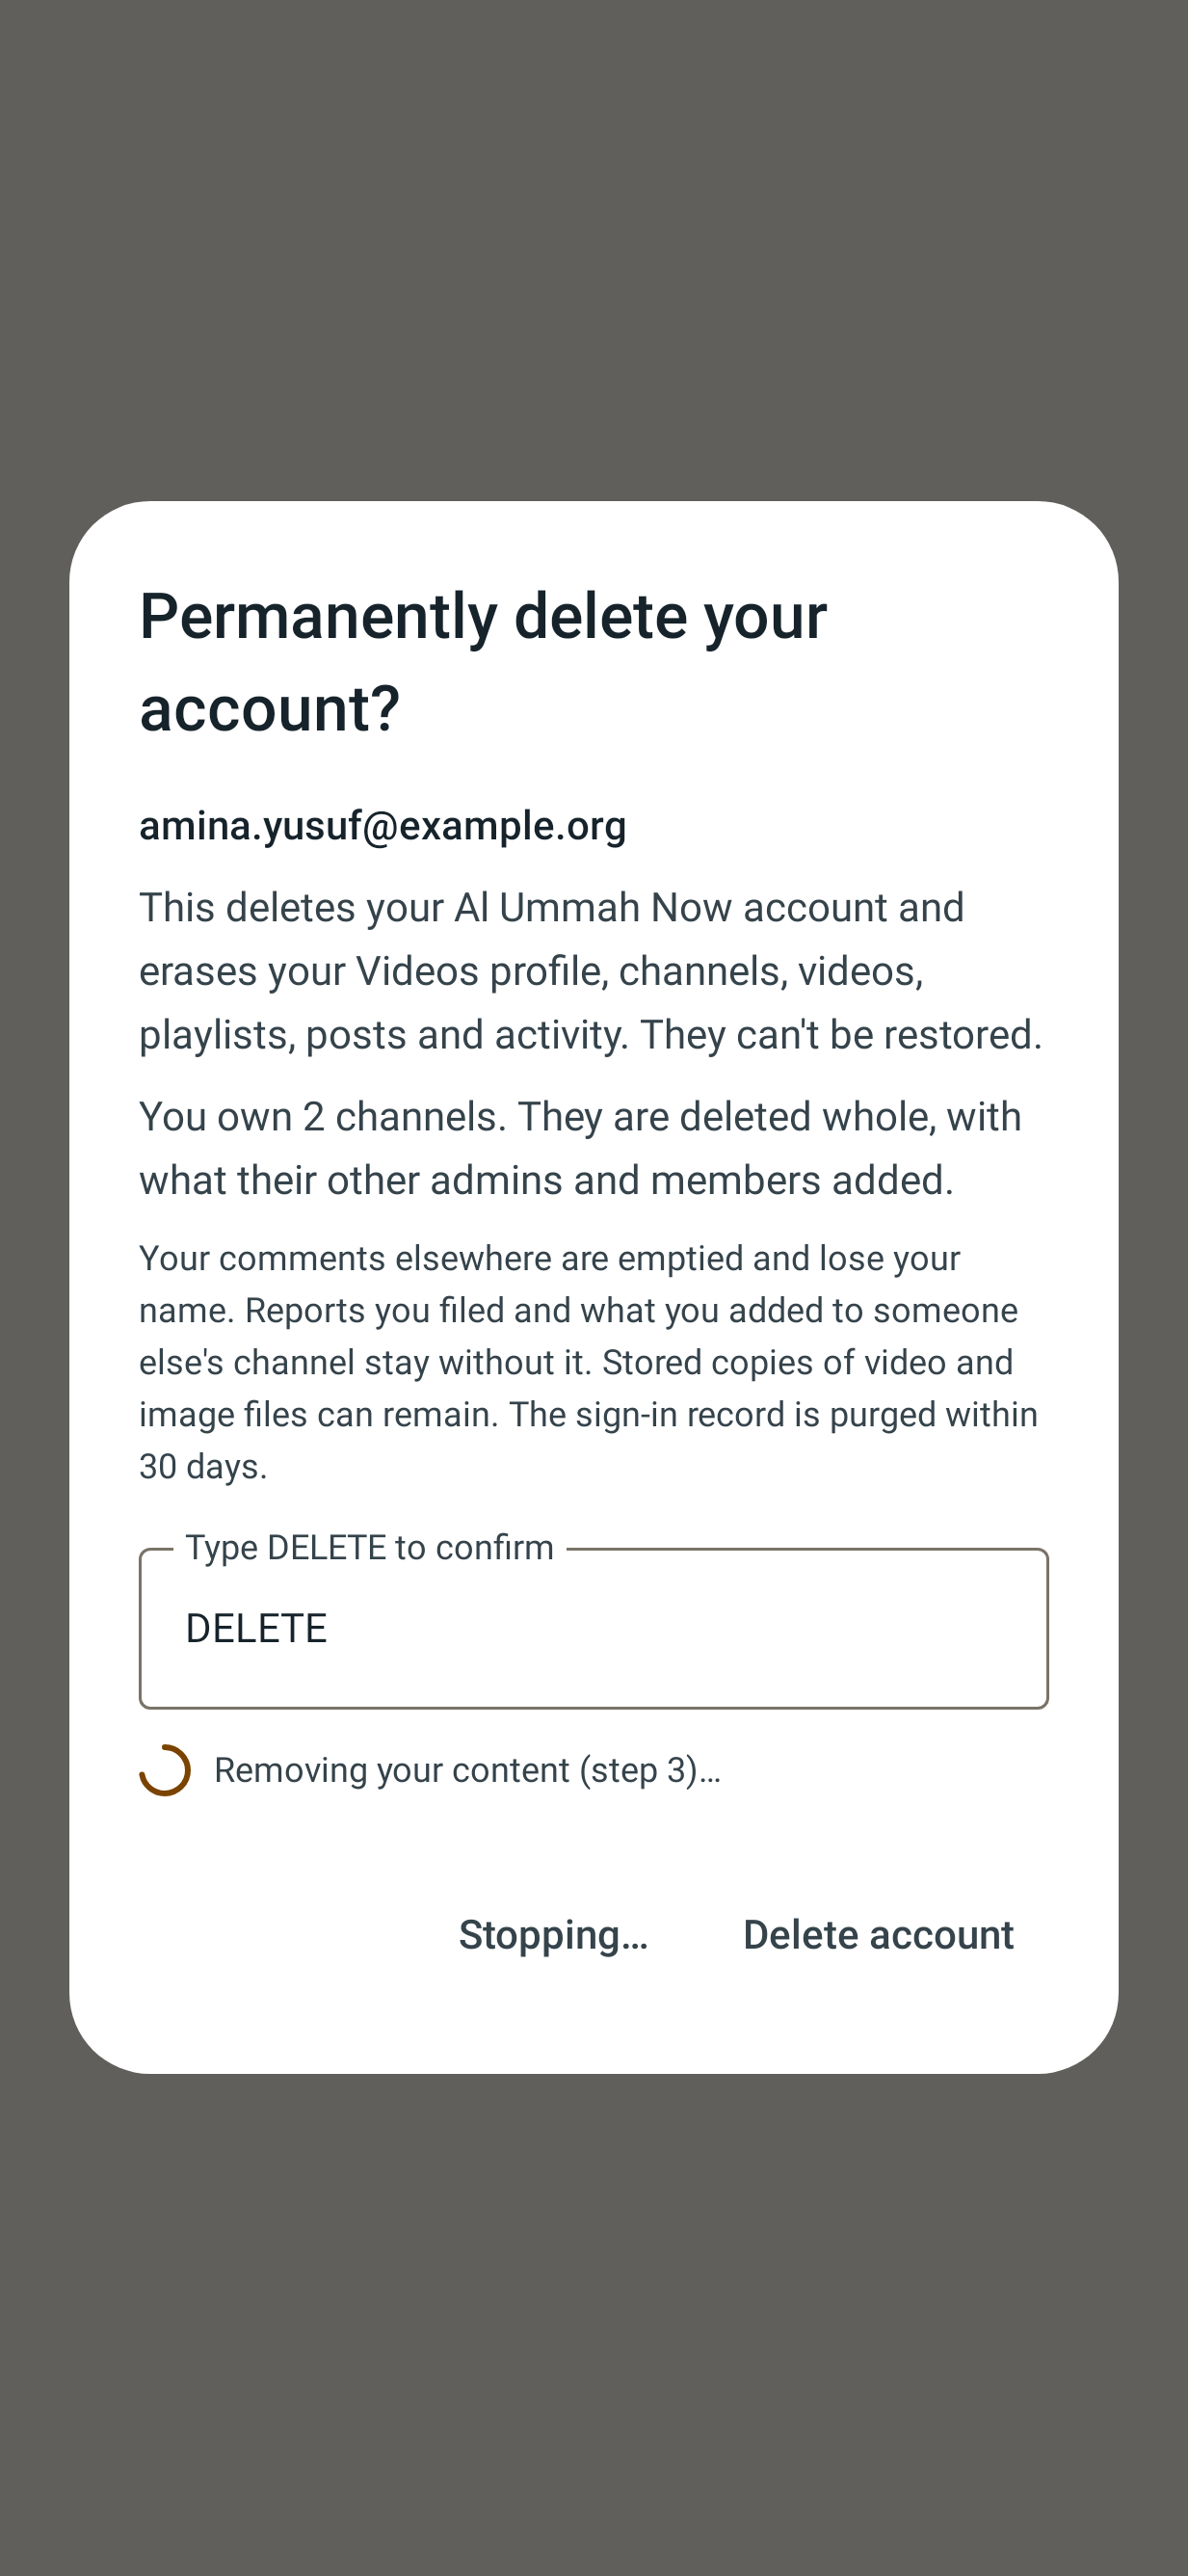 Permanently delete your
account?
amina.yusuf@example.org
This deletes your Al Ummah Now account and
erases your Videos profile, channels, videos,
playlists, posts and activity. They can't be restored.
You own 2 channels. They are deleted whole, with
what their other admins and members added.
Your comments elsewhere are emptied and lose your
name. Reports you filed and what you added to someone
else's channel stay without it. Stored copies of video and
image files can remain. The sign-in record is purged within
30 days.
Type DELETE to confirm
DELETE
Removing your content (step 3)…
Stopping… Delete account